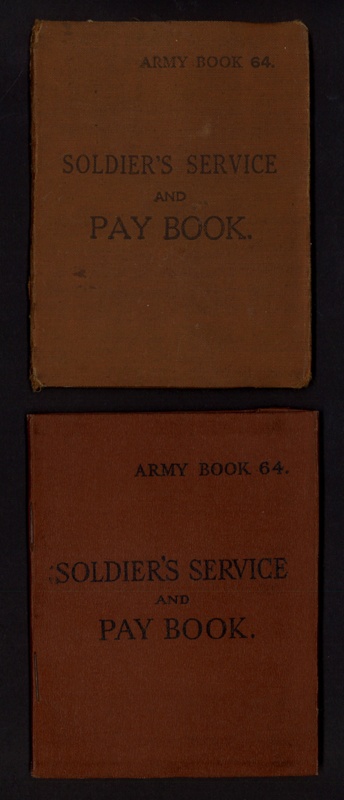 ARMY BOOK 64.
SOLDIER'S SERVICE
AND
PAY BOOK.
ARMY BOOK 64.
SOLDIER'S SERVICE
AND
PAY BOOK.